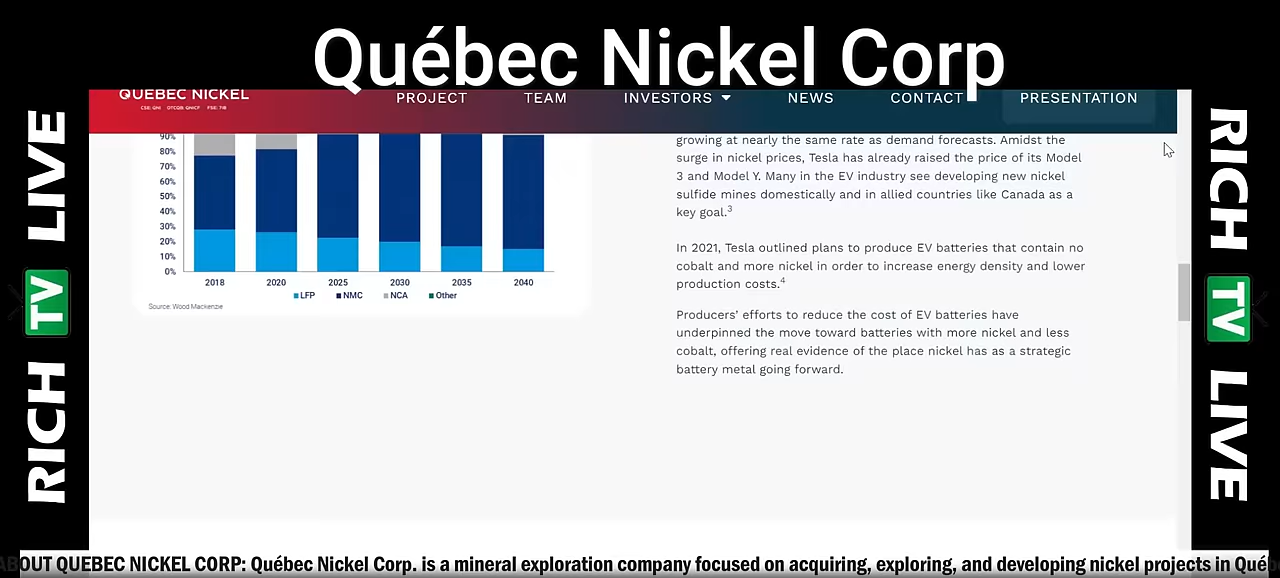 Québec Nickel Corp
QUÉBEC NICKEL
CSE: QNI OTCQB: QNICF FSE: 7lB
PROJECT TEAM INVESTORS NEWS CONTACT PRESENTATION
RICH TV LIVE
90%
80%
70%
60%
50%
40%
30%
20%
10%
0%
2018 2020 2025 2030 2035 2040
LFP NMC NCA Other
Source: Wood Mackenzie
growing at nearly the same rate as demand forecasts. Amidst the
surge in nickel prices, Tesla has already raised the price of its Model
3 and Model Y. Many in the EV industry see developing new nickel
sulfide mines domestically and in allied countries like Canada as a
key goal.3
In 2021, Tesla outlined plans to produce EV batteries that contain no
cobalt and more nickel in order to increase energy density and lower
production costs.4
Producers' efforts to reduce the cost of EV batteries have
underpinned the move toward batteries with more nickel and less
cobalt, offering real evidence of the place nickel has as a strategic
battery metal going forward.
RICH TV LIVE
ABOUT QUEBEC NICKEL CORP: Québec Nickel Corp. is a mineral exploration company focused on acquiring, exploring, and developing nickel projects in Québ